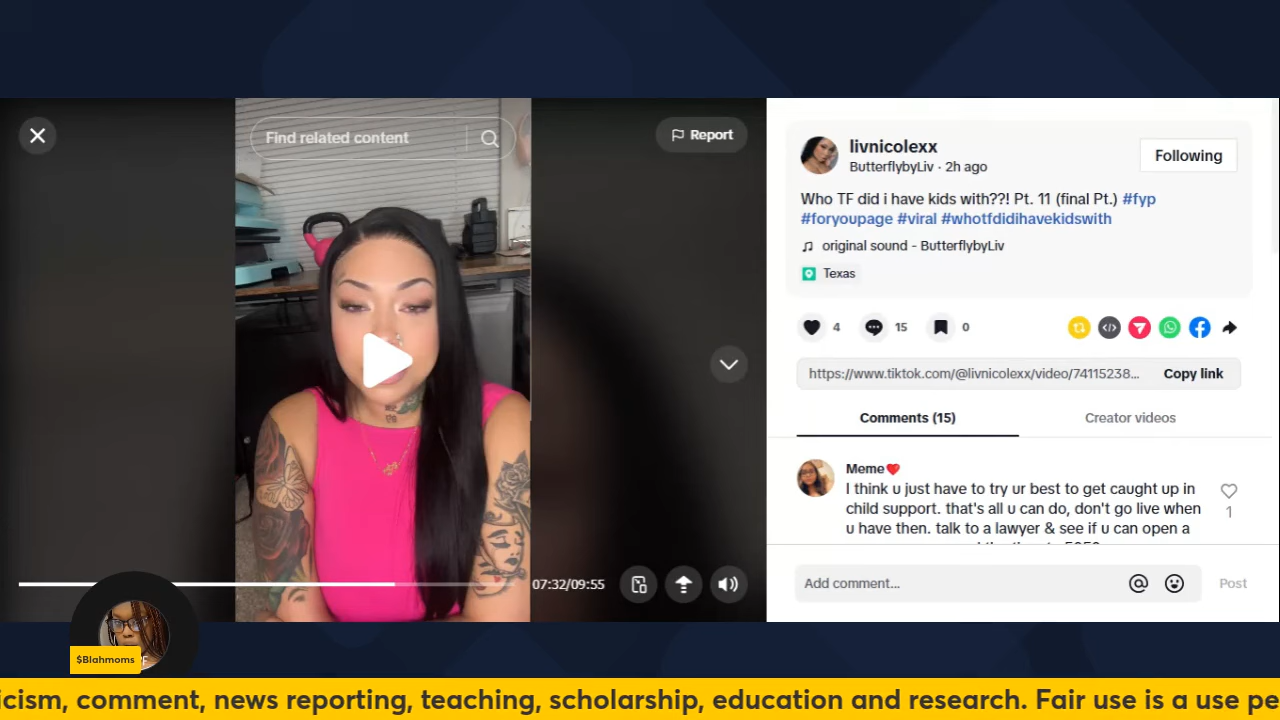 Find related content
Report
livnicolexx
ButterflybyLiv · 2h ago
Following
Who TF did i have kids with??! Pt. 11 (final Pt.) #fyp
#foryoupage #viral #whotfdidihavekidswith
original sound - ButterflybyLiv
Texas
4
15
0
https://www.tiktok.com/@livnicolexx/video/74115238...
Copy link
Comments (15)
Creator videos
Meme❤️
I think u just have to try ur best to get caught up in
child support. that's all u can do, don't go live when
u have then. talk to a lawyer & see if u can open a
1
07:32/09:55
Add comment...
Post
$Blahmoms
icism, comment, news reporting, teaching, scholarship, education and research. Fair use is a use pe